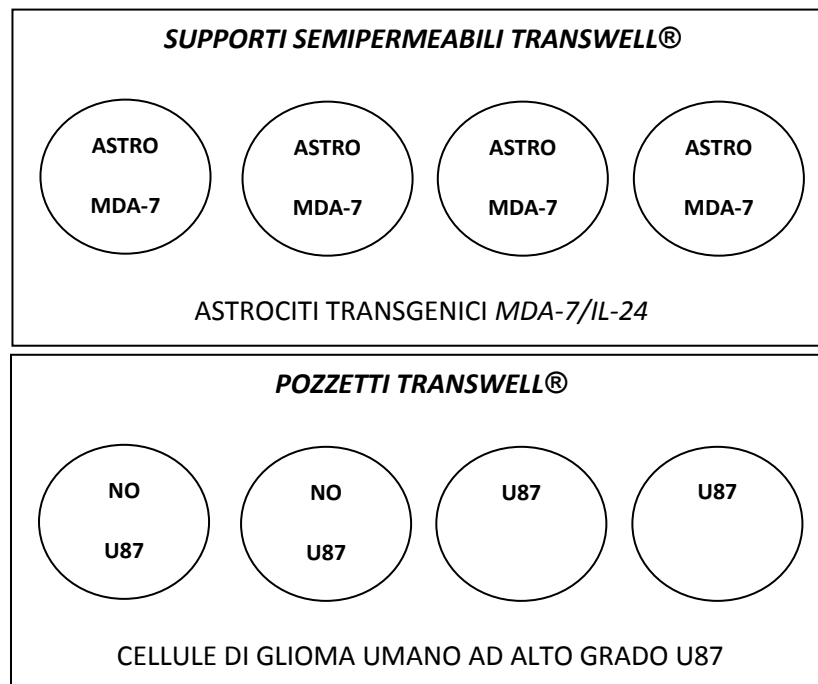 SUPPORTI SEMIPERMEABILI TRANSWELL®
ASTRO ASTRO ASTRO ASTRO
MDA-7 MDA-7 MDA-7 MDA-7
ASTROCITI TRANSGENICI MDA-7/IL-24
POZZETTI TRANSWELL®
NO NO U87 U87
U87 U87
CELLULE DI GLIOMA UMANO AD ALTO GRADO U87